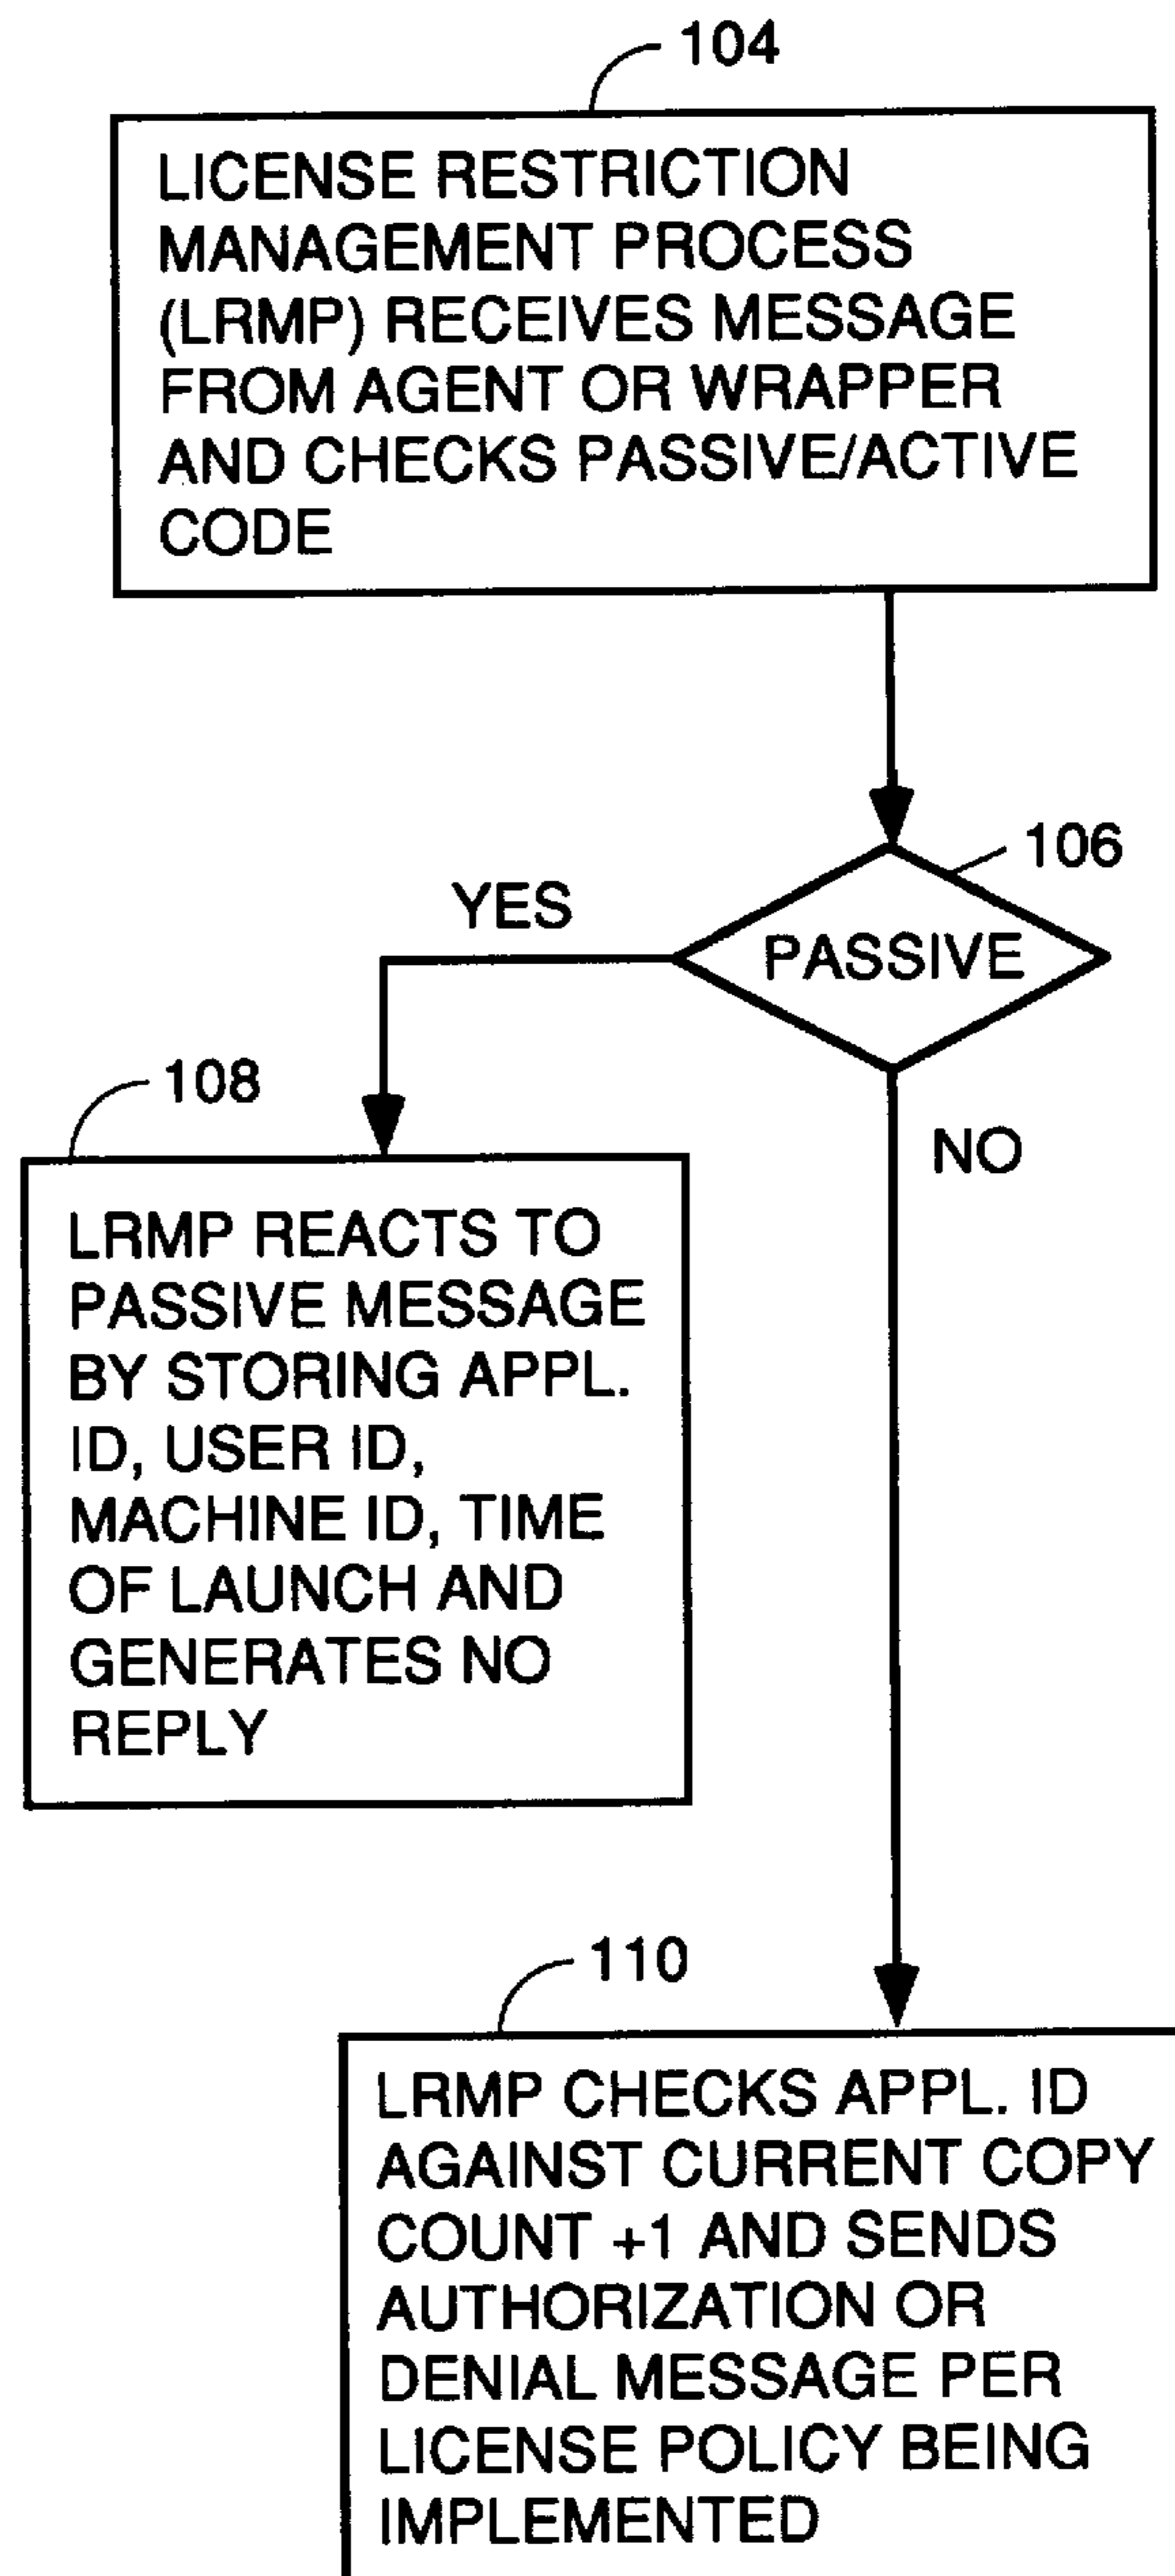 104
LICENSE RESTRICTION
MANAGEMENT PROCESS
(LRMP) RECEIVES MESSAGE
FROM AGENT OR WRAPPER
AND CHECKS PASSIVE/ACTIVE
CODE
106
YES
PASSIVE
108
NO
LRMP REACTS TO
PASSIVE MESSAGE
BY STORING APPL.
ID, USER ID,
MACHINE ID, TIME
OF LAUNCH AND
GENERATES NO
REPLY
110
LRMP CHECKS APPL. ID
AGAINST CURRENT COPY
COUNT +1 AND SENDS
AUTHORIZATION OR
DENIAL MESSAGE PER
LICENSE POLICY BEING
IMPLEMENTED